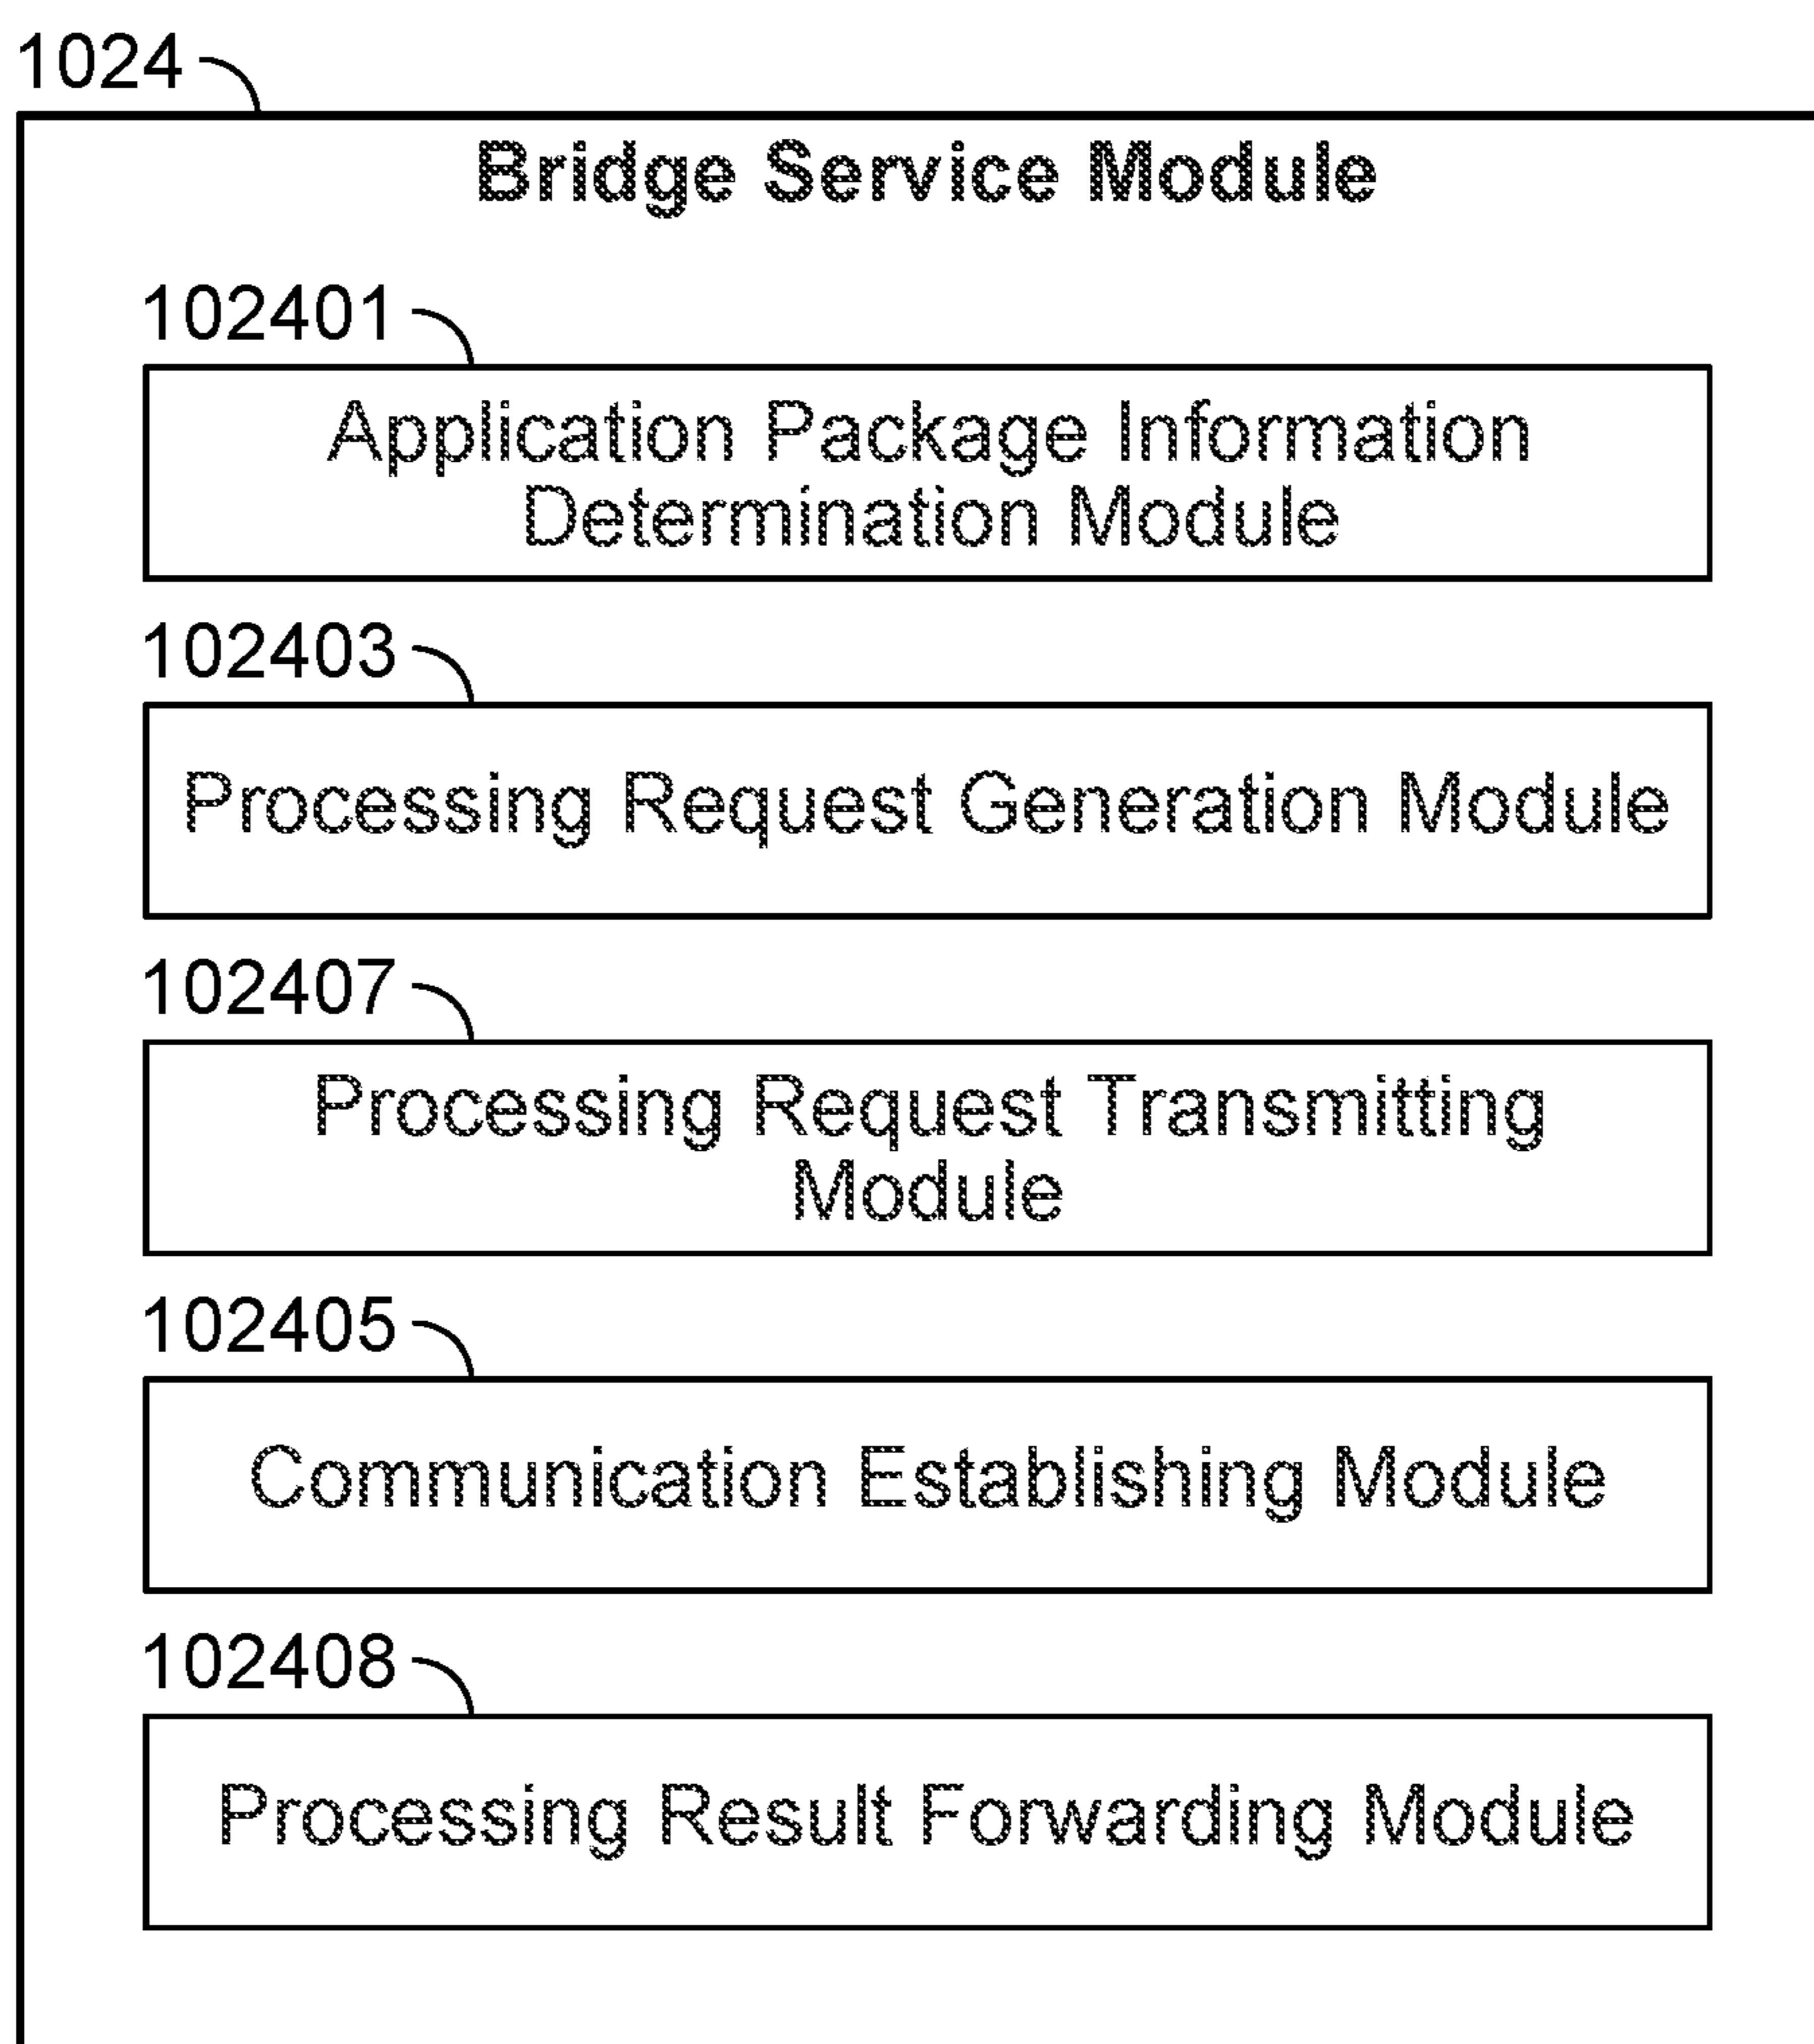 1024
Bridge Service Module
102401
Application Package Information
Determination Module
102403
Processing Request Generation Module
102407
Processing Request Transmitting
Module
102405
Communication Establishing Module
102408
Processing Result Forwarding Module